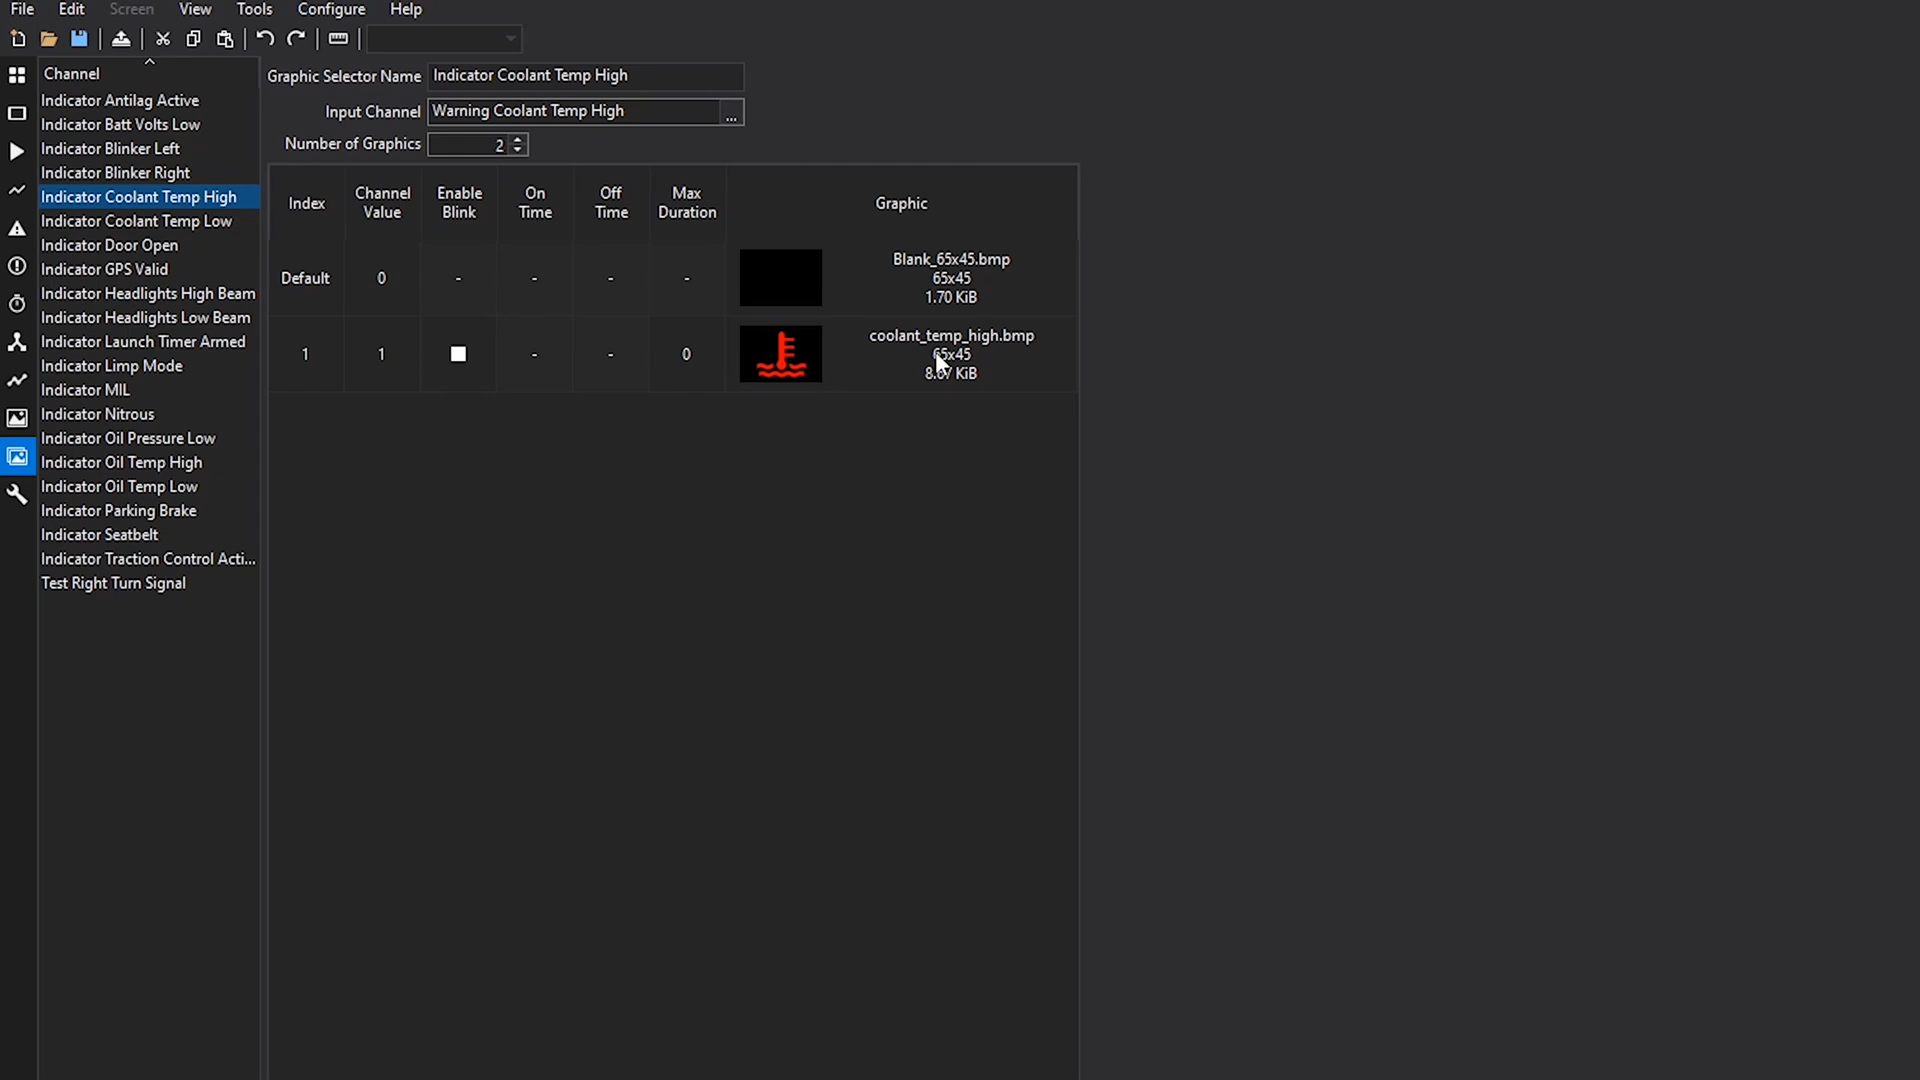 File Edit Screen View Tools Configure Help
Channel
Indicator Antilag Active
Indicator Batt Volts Low
Indicator Blinker Left
Indicator Blinker Right
Indicator Coolant Temp High
Indicator Coolant Temp Low
Indicator Door Open
Indicator GPS Valid
Indicator Headlights High Beam
Indicator Headlights Low Beam
Indicator Launch Timer Armed
Indicator Limp Mode
Indicator MIL
Indicator Nitrous
Indicator Oil Pressure Low
Indicator Oil Temp High
Indicator Oil Temp Low
Indicator Parking Brake
Indicator Seatbelt
Indicator Traction Control Acti...
Test Right Turn Signal
Graphic Selector Name Indicator Coolant Temp High
Input Channel Warning Coolant Temp High ...
Number of Graphics 2
Index Channel Value Enable Blink On Time Off Time Max Duration Graphic
Default 0 - - - - Blank_65x45.bmp
65x45
1.70 KiB
1 1 - - 0 coolant_temp_high.bmp
65x45
8.67 KiB